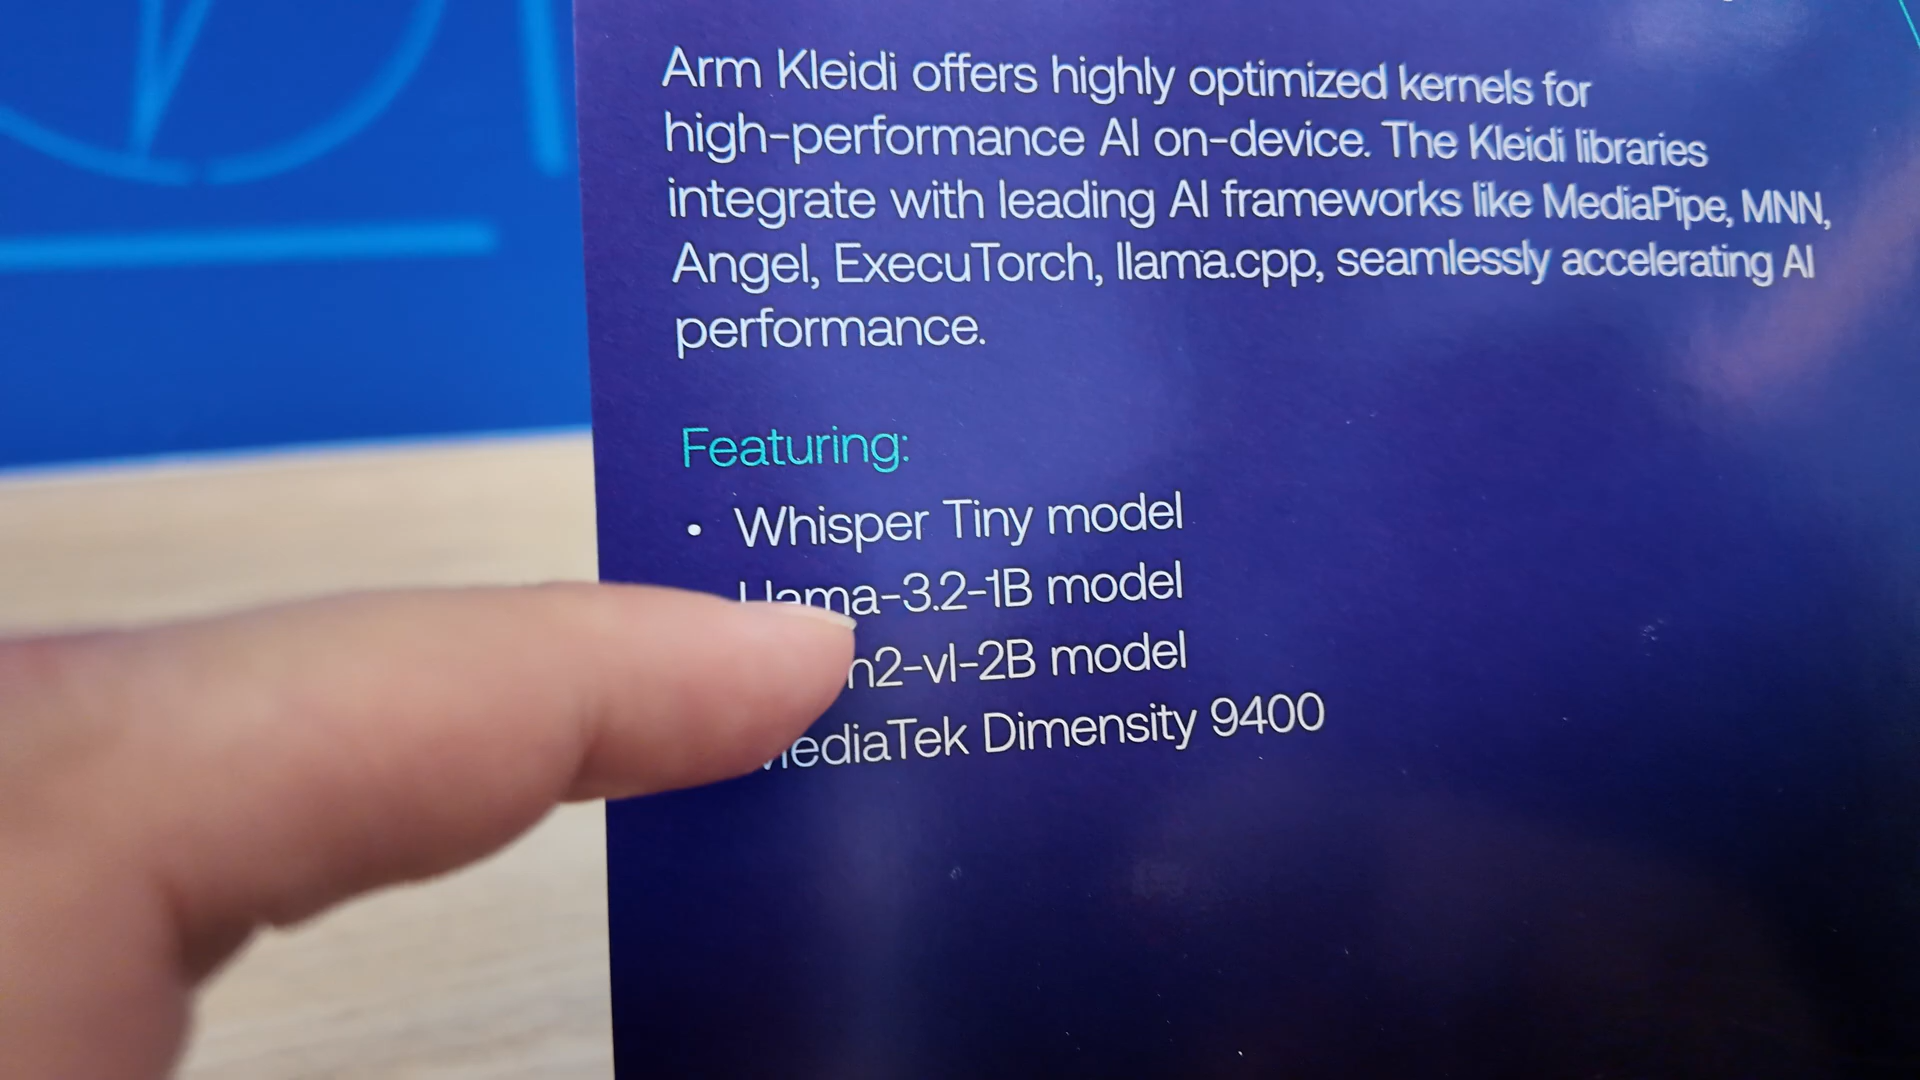 Arm Kleidi offers highly optimized kernels for
high-performance AI on-device. The Kleidi libraries
integrate with leading AI frameworks like MediaPipe, MNN,
Angel, ExecuTorch, llama.cpp, seamlessly accelerating AI
performance.
Featuring:
• Whisper Tiny model
Llama-3.2-1B model
n2-vl-2B model
MediaTek Dimensity 9400